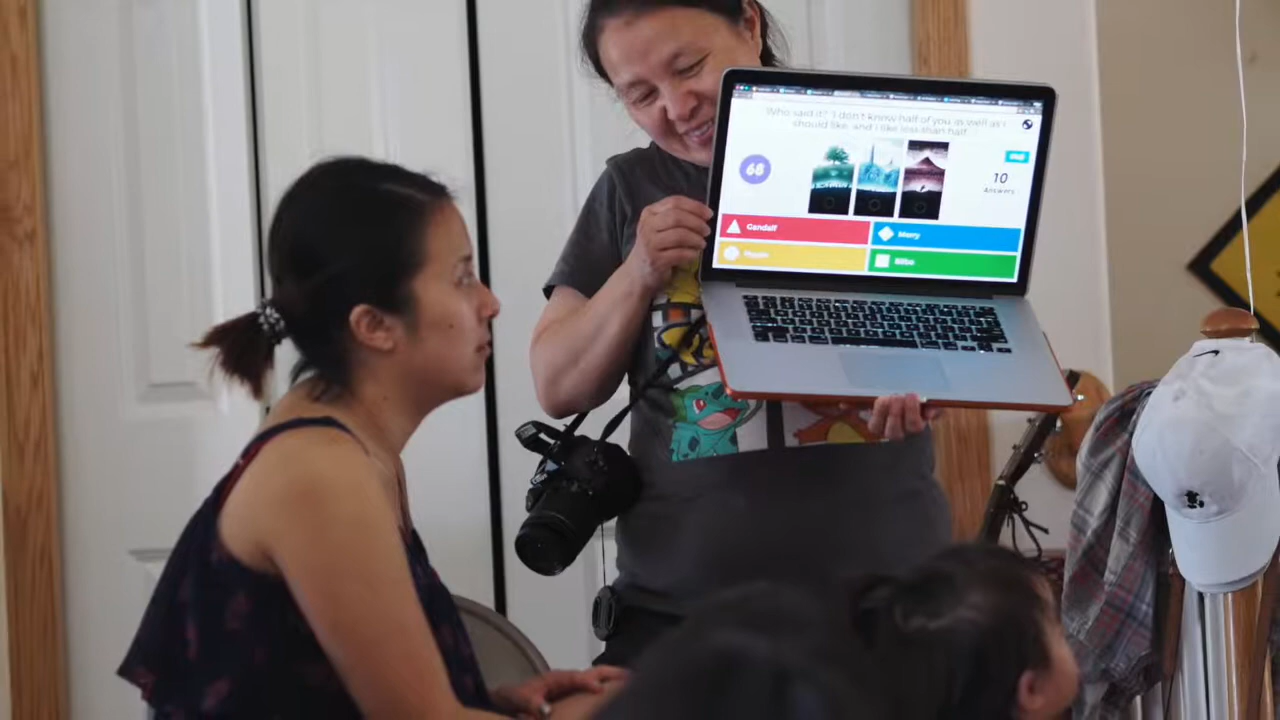 Who said it? "I don't know half of you as well as I
should like, and I like less than half
68
10
Answers
Gandalf
Merry
Pippin
Bilbo